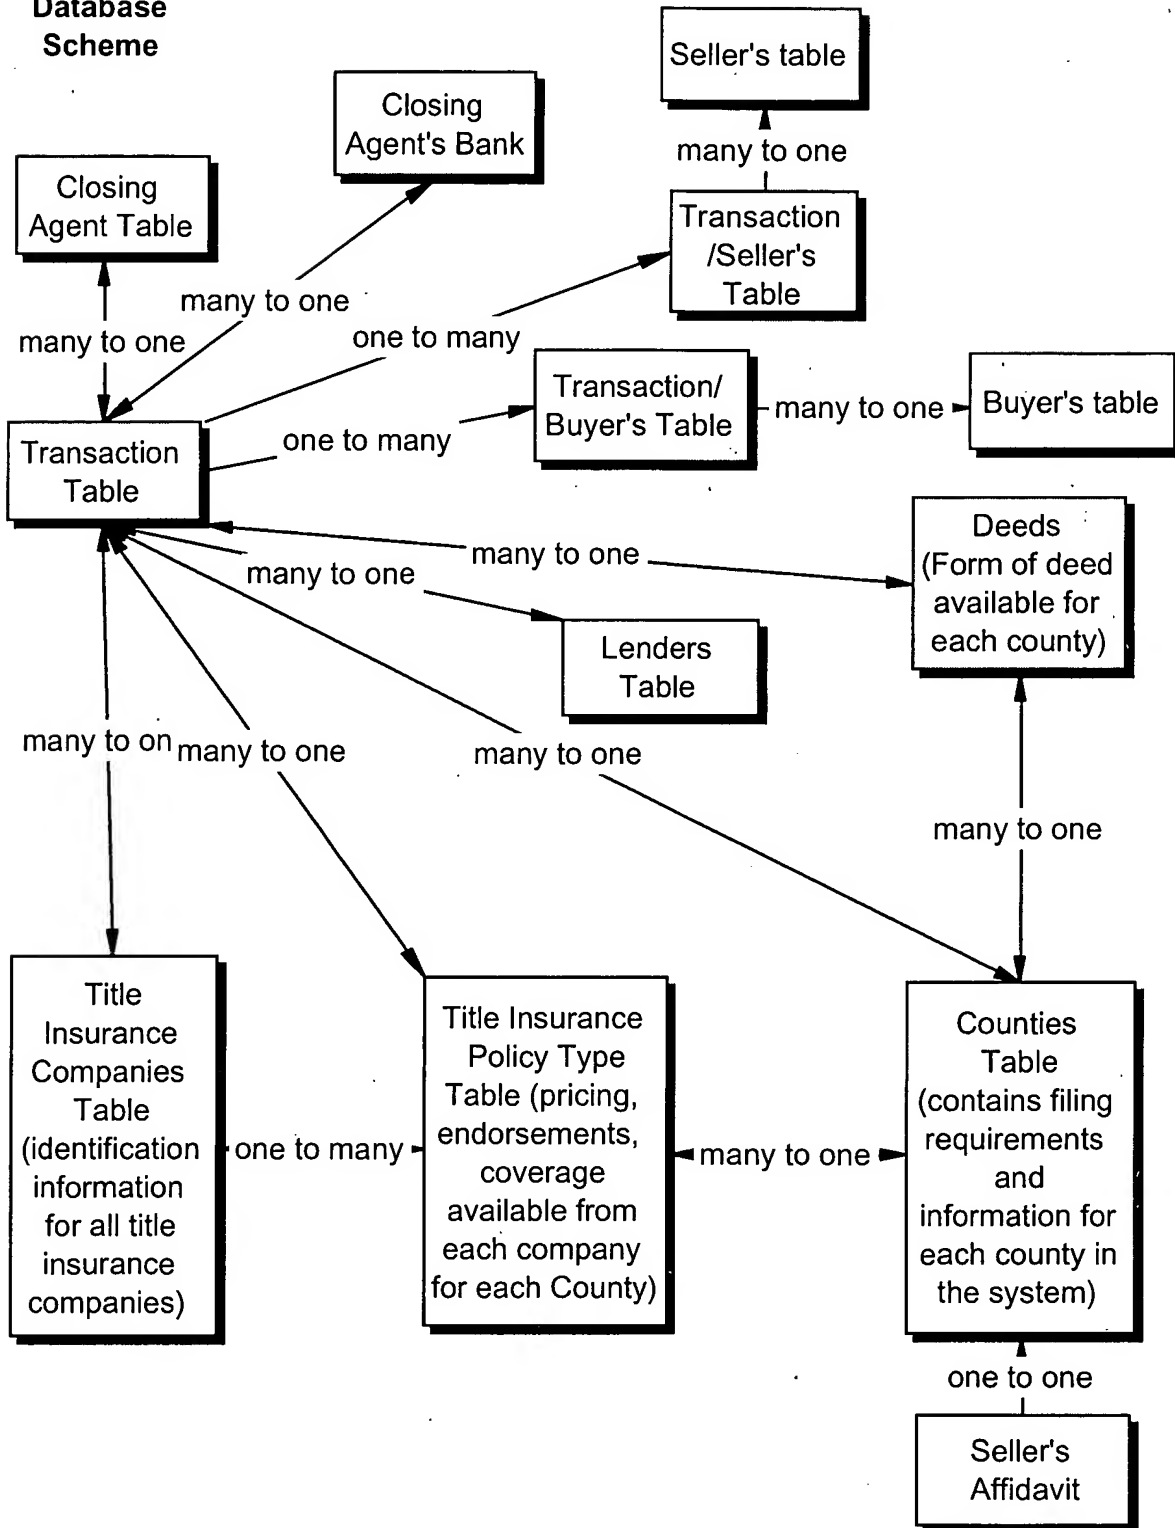 Database
Scheme
Seller's table
Closing
Agent's Bank
many to one
Closing
Agent Table
Transaction
/Seller's
Table
many to one
many to one
one to many
Transaction/
Buyer's Table
many to one
Buyer's table
one to many
Transaction
Table
Deeds
(Form of deed
available for
each county)
many to one
many to one
Lenders
Table
many to on
many to one
many to one
many to one
Title
Insurance
Companies
Table
(identification
information
for all title
insurance
companies)
one to many
Title Insurance
Policy Type
Table (pricing,
endorsements,
coverage
available from
each company
for each County)
many to one
Counties
Table
(contains filing
requirements
and
information for
each county in
the system)
one to one
Seller's
Affidavit